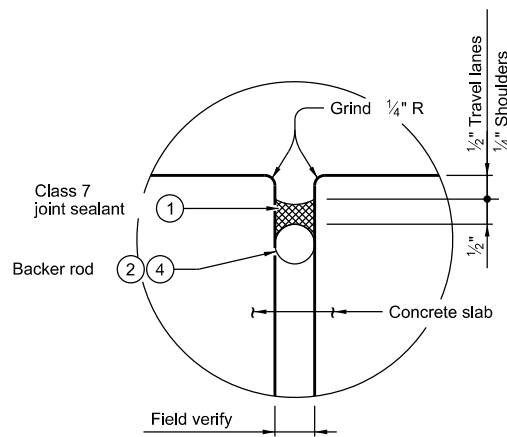 Grind ¼" R
½" Travel lanes
¼" Shoulders
Class 7
joint sealant
1
½"
Backer rod
2 4
Concrete slab
Field verify